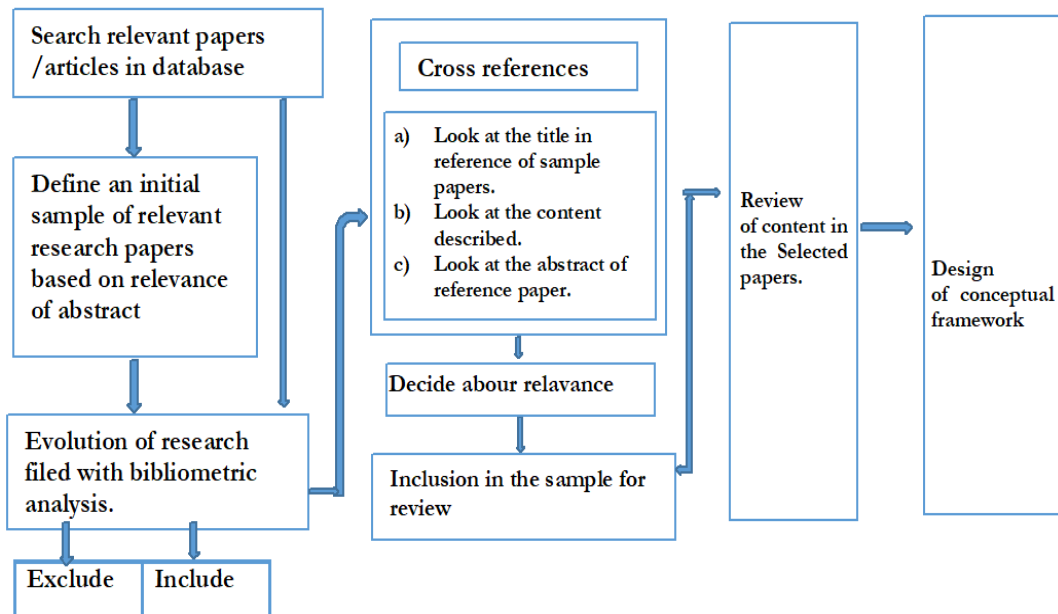 Search relevant papers
/articles in database
Define an initial
sample of relevant
research papers
based on relevance
of abstract
Evolution of research
filed with bibliometric
analysis.
Exclude
Include
Cross references
a) Look at the title in
reference of sample
papers.
b) Look at the content
described.
c) Look at the abstract of
reference paper.
Decide abour relavance
Inclusion in the sample for
review
Review
of content in
the Selected
papers.
Design
of conceptual
framework